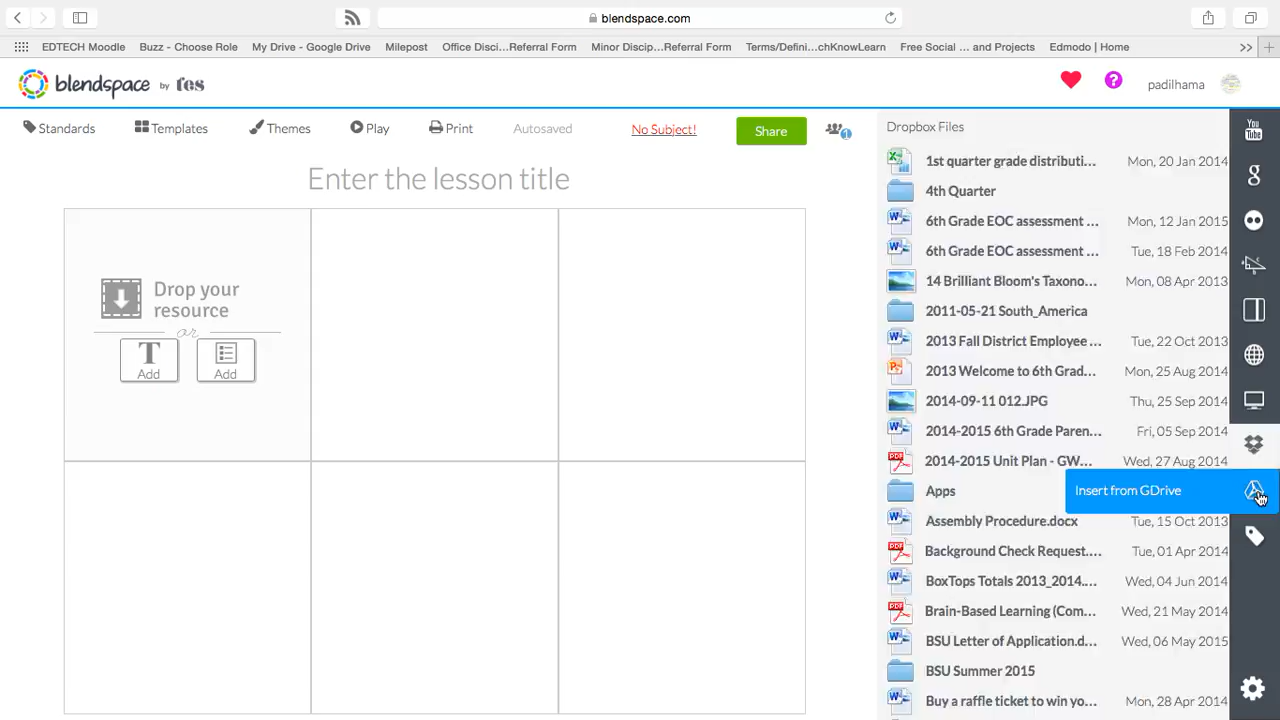 blendspace.com
EDTECH Moodle Buzz - Choose Role My Drive - Google Drive Milepost Office Disci...Referral Form Minor Discip...Referral Form Terms/Defini...chKnowLearn Free Social ... and Projects Edmodo | Home
blendspace by tes
padilhama
Standards Templates Themes Play Print Autosaved No Subject! Share 1
Enter the lesson title
Drop your
resource
or
T
Add Add
Dropbox Files
1st quarter grade distributi... Mon, 20 Jan 2014
4th Quarter
6th Grade EOC assessment ... Mon, 12 Jan 2015
6th Grade EOC assessment ... Tue, 18 Feb 2014
14 Brilliant Bloom's Taxono... Mon, 08 Apr 2013
2011-05-21 South_America
2013 Fall District Employee ... Tue, 22 Oct 2013
2013 Welcome to 6th Grad... Mon, 25 Aug 2014
2014-09-11 012.JPG Thu, 25 Sep 2014
2014-2015 6th Grade Paren... Fri, 05 Sep 2014
2014-2015 Unit Plan - GW... Wed, 27 Aug 2014
Apps
Insert from GDrive
Assembly Procedure.docx Tue, 15 Oct 2013
Background Check Request.... Tue, 01 Apr 2014
BoxTops Totals 2013_2014.... Wed, 04 Jun 2014
Brain-Based Learning (Com... Wed, 21 May 2014
BSU Letter of Application.d... Wed, 06 May 2015
BSU Summer 2015
Buy a raffle ticket to win yo... Mon, 28 Apr 2014
You
Tube
g